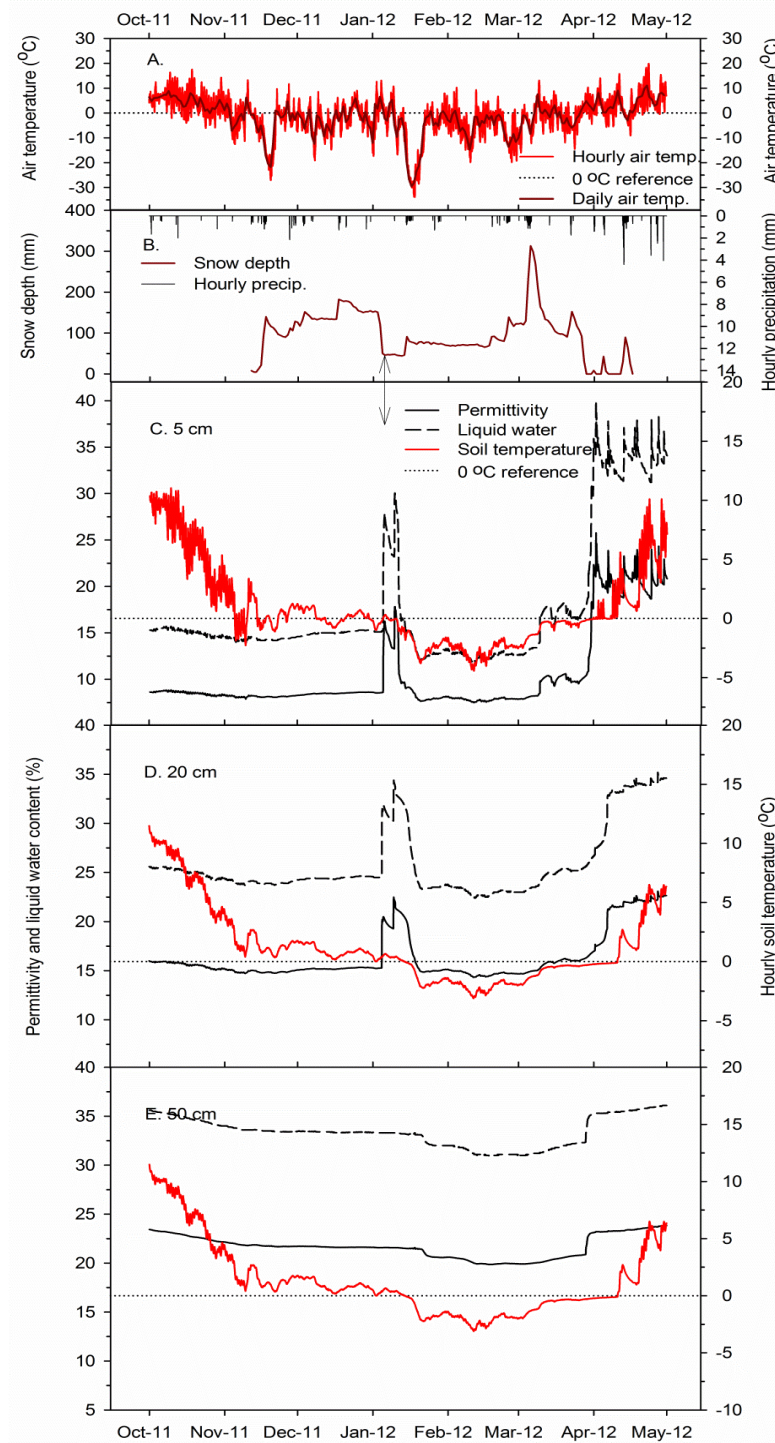 Oct-11 Nov-11 Dec-11 Jan-12 Feb-12 Mar-12 Apr-12 May-12
30 30
A.
20 20
10 10
0 0
-10 -10
-20 -20
-30 -30
Air temperature (⁰C)
Air temperature (⁰C)
Hourly air temp.
0 ⁰C reference
Daily air temp.
400 0
2
300 4
6
200 8
100 10
12
0 14
B.
Snow depth
Hourly precip.
Snow depth (mm)
Hourly precipitation (mm)
20
40
15
35
10
30
5
25
20 0
15
-5
10
C. 5 cm
Permittivity
Liquid water
Soil temperature
0 ⁰C reference
40 20
35 15
30 10
25 5
20
15 0
10 -5
D. 20 cm
Permittivity and liquid water content (%)
Hourly soil temperature (⁰C)
40 20
35 15
30 10
25
20 5
15 0
10 -5
5 -10
E. 50 cm
Oct-11 Nov-11 Dec-11 Jan-12 Feb-12 Mar-12 Apr-12 May-12